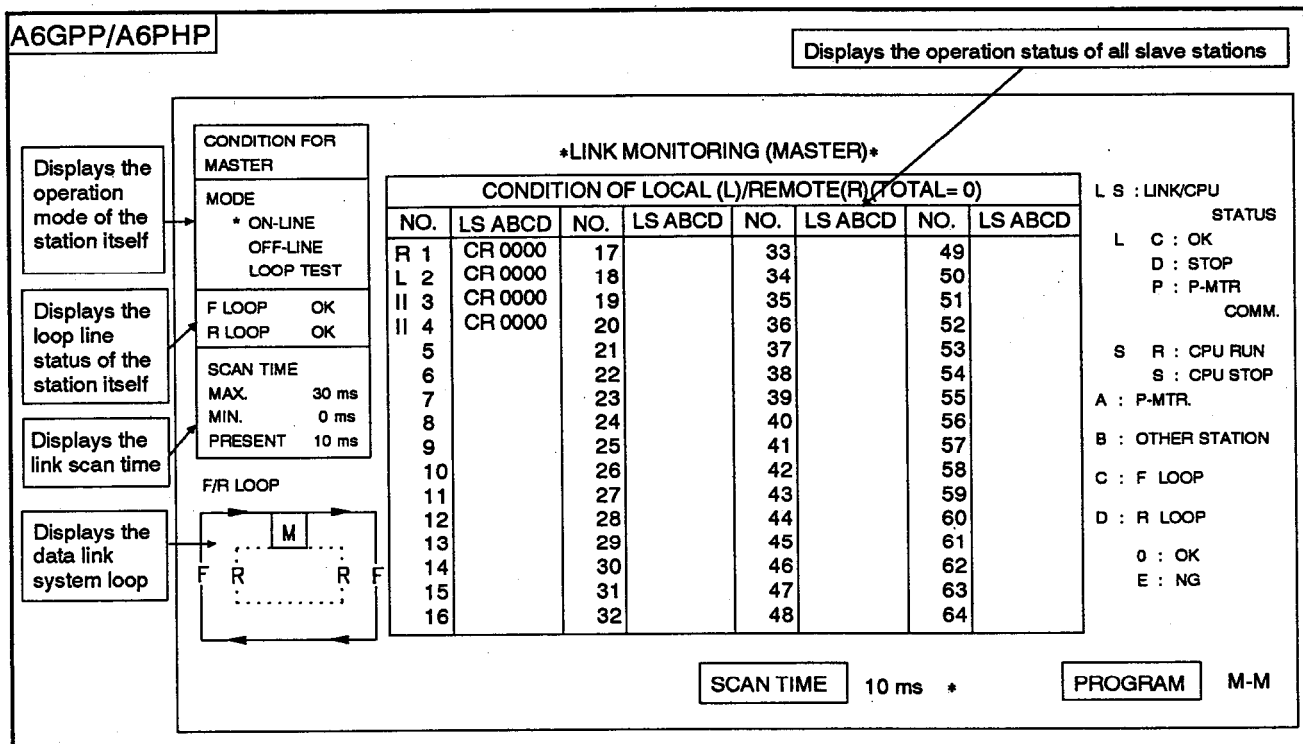 A6GPP/A6PHP
Displays the operation status of all slave stations
Displays the
operation
mode of the
station itself
Displays the
loop line
status of the
station itself
Displays the
link scan time
Displays the
data link
system loop
CONDITION FOR
MASTER
MODE
* ON-LINE
OFF-LINE
LOOP TEST
F LOOP OK
R LOOP OK
SCAN TIME
MAX. 30 ms
MIN. 0 ms
PRESENT 10 ms
F/R LOOP
M
F R R F
*LINK MONITORING (MASTER)*
CONDITION OF LOCAL (L)/REMOTE(R)(TOTAL= 0)
NO. LS ABCD NO. LS ABCD NO. LS ABCD NO. LS ABCD
R 1 CR 0000 17 33 49
L 2 CR 0000 18 34 50
II 3 CR 0000 19 35 51
II 4 CR 0000 20 36 52
5 21 37 53
6 22 38 54
7 23 39 55
8 24 40 56
9 25 41 57
10 26 42 58
11 27 43 59
12 28 44 60
13 29 45 61
14 30 46 62
15 31 47 63
16 32 48 64
L S : LINK/CPU
STATUS
L C : OK
D : STOP
P : P-MTR
COMM.
S R : CPU RUN
S : CPU STOP
A : P-MTR.
B : OTHER STATION
C : F LOOP
D : R LOOP
0 : OK
E : NG
SCAN TIME 10 ms * PROGRAM M-M